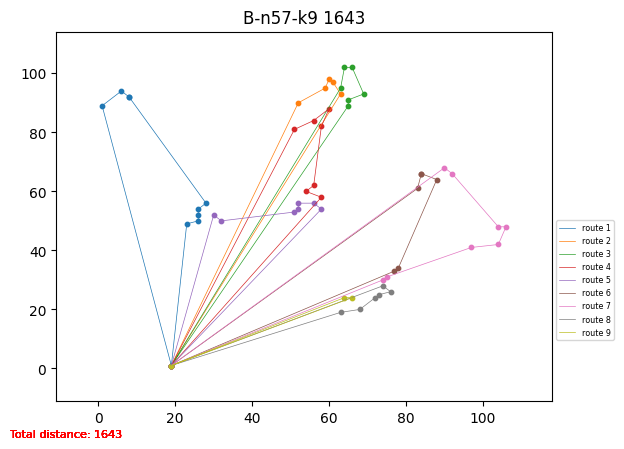 B-n57-k9 1643
100
80
60
40
20
0
0 20 40 60 80 100
route 1
route 2
route 3
route 4
route 5
route 6
route 7
route 8
route 9
Total distance: 1643